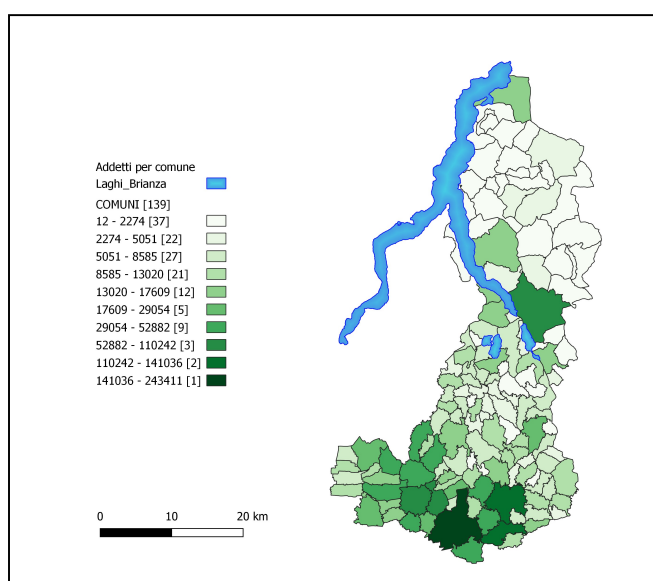 Addetti per comune
Laghi_Brianza
COMUNI [139]
12 - 2274 [37]
2274 - 5051 [22]
5051 - 8585 [27]
8585 - 13020 [21]
13020 - 17609 [12]
17609 - 29054 [5]
29054 - 52882 [9]
52882 - 110242 [3]
110242 - 141036 [2]
141036 - 243411 [1]
0 10 20 km